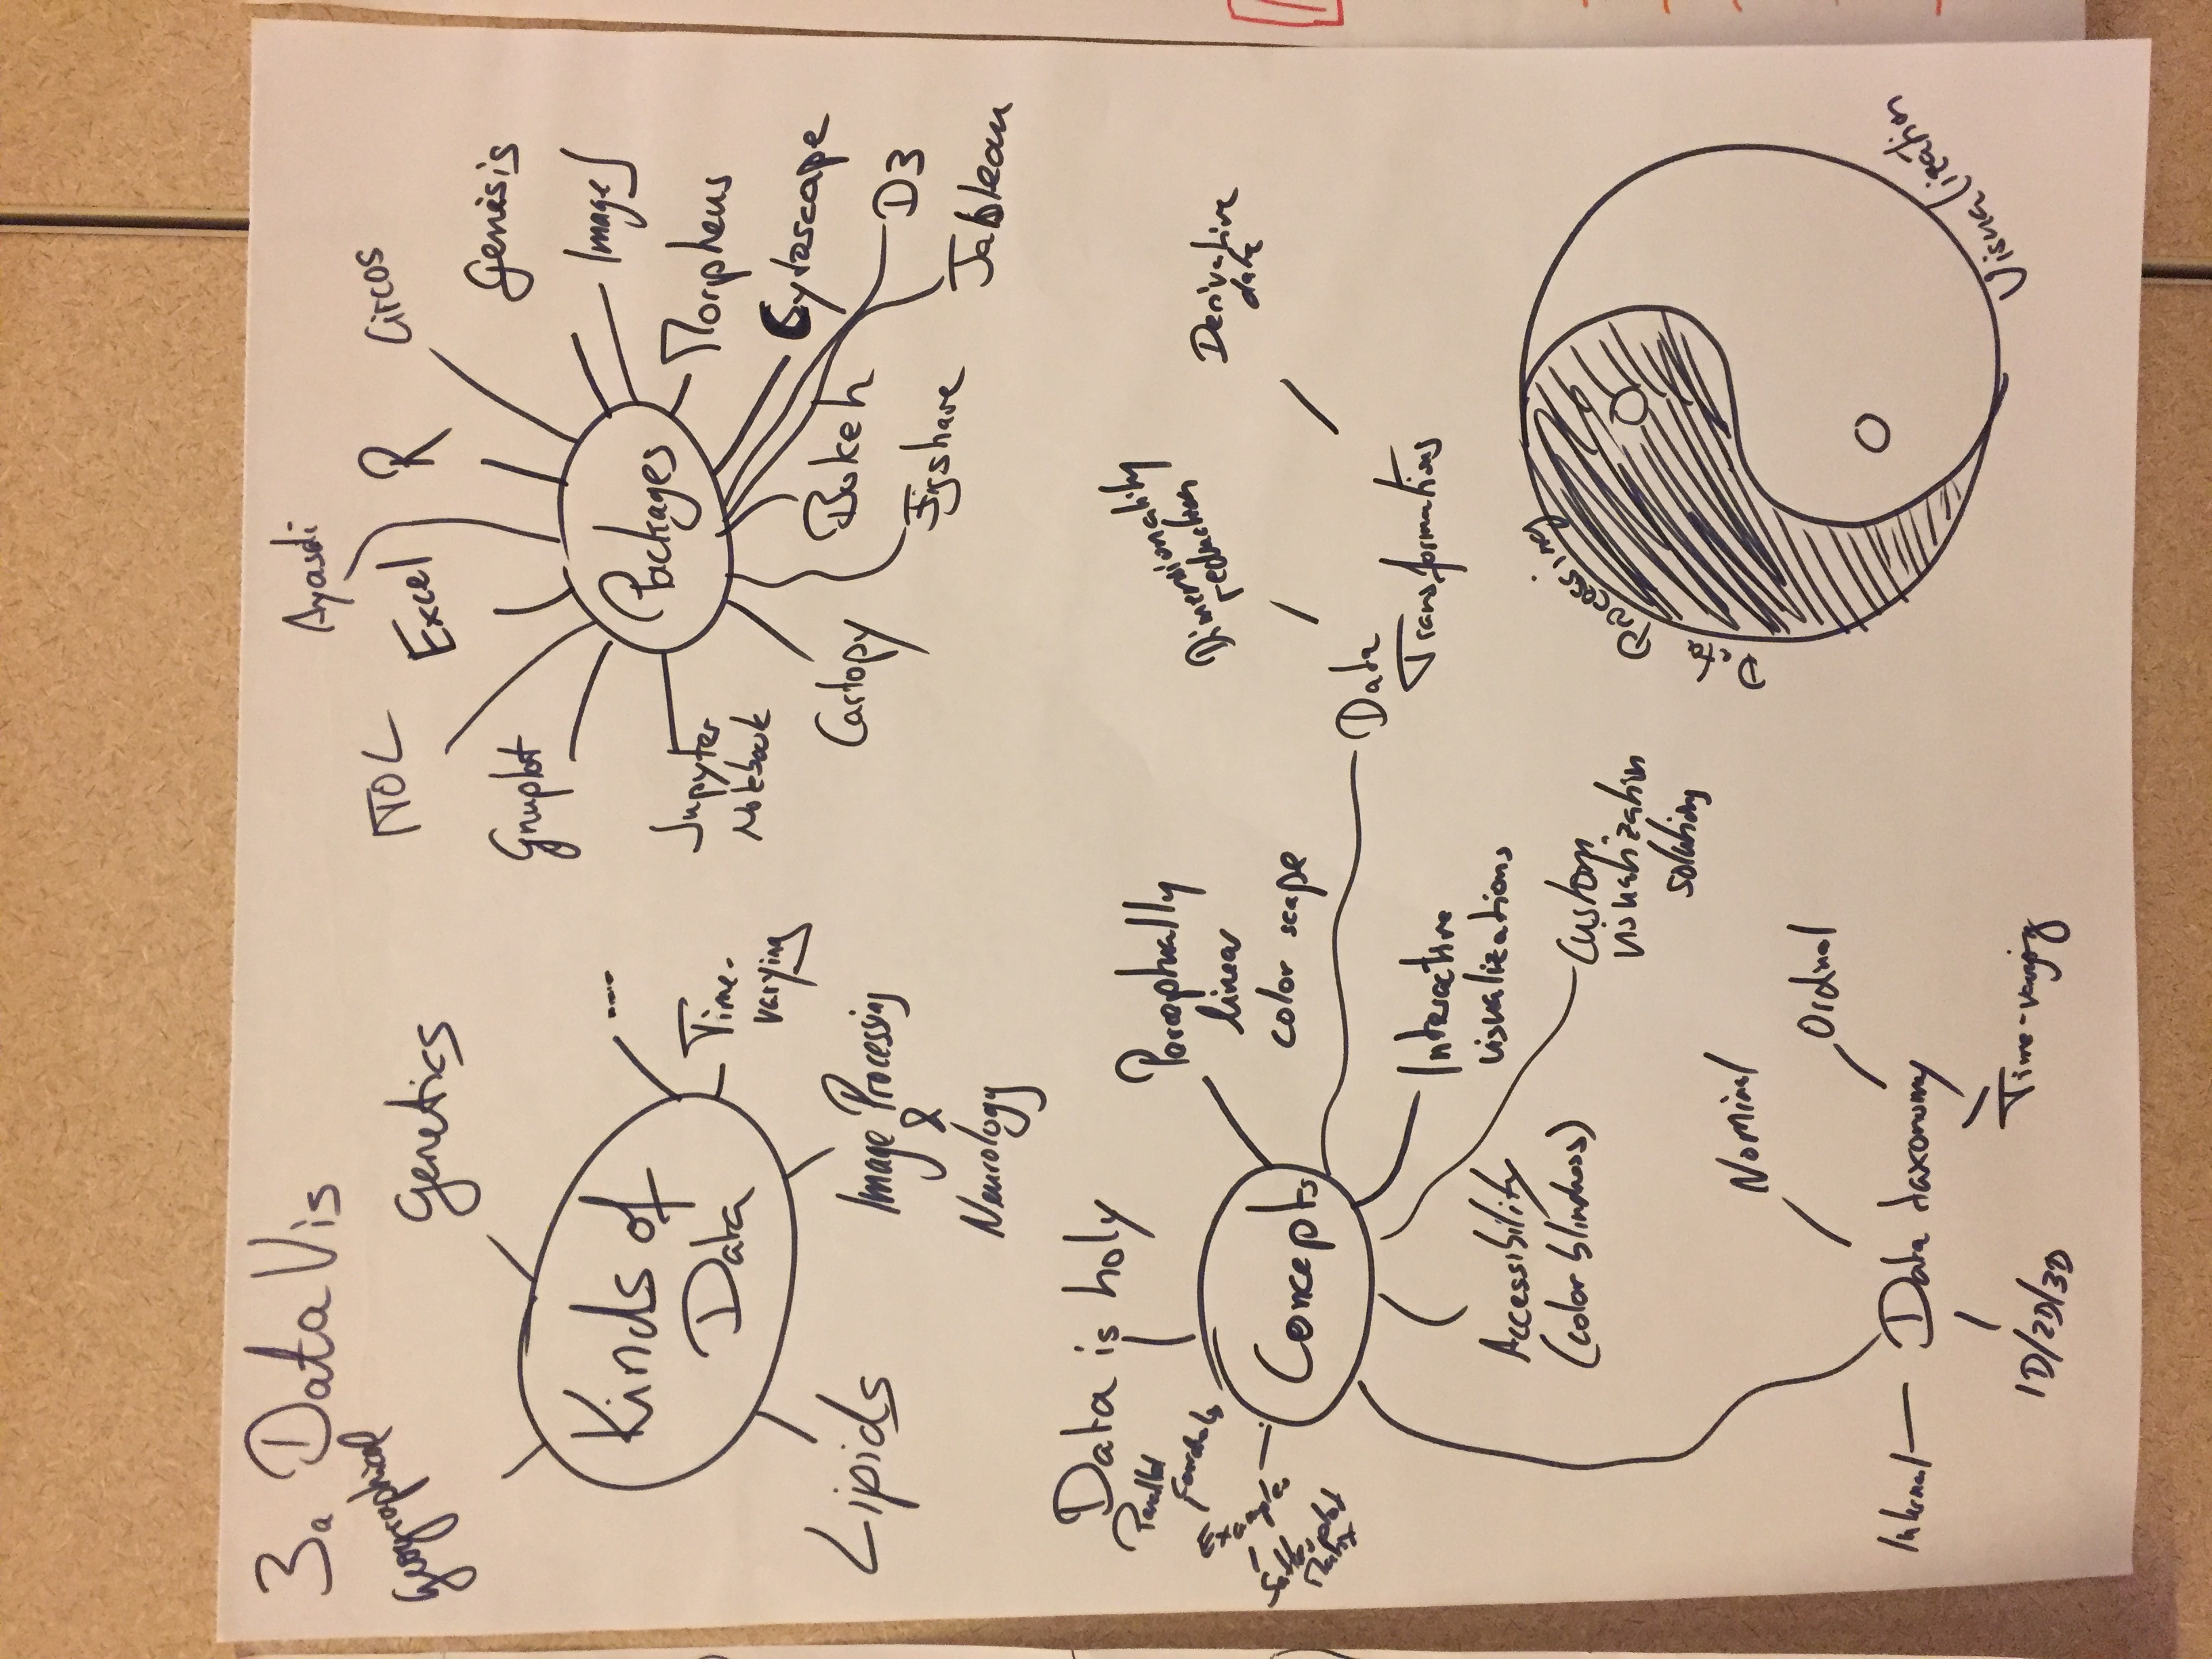 3a Data Vis
Geographical
Genetics
Kinds of
Data
----
Time-
varying
Lipids
Image Processing
&
Neurology
Ayasdi
ITOL
Excel
R
Circos
Gnuplot
Genesis
ImageJ
Packages
Jupyter
Notebook
Morpheus
Cytoscape
Cartopy
Bokeh
D3
Figshare
Tableau
Data is holy
Parallel
Examples
Matrix
Concepts
Perceptually
linear
color scape
Dimensionality
reduction
Derivative
data
Data
Transformations
Interactive
visualizations
Accessibility
(color blindness)
Custom
visualization
solutions
Nominal
Ordinal
Data taxonomy
1D/2D/3D
Time-varying
Data Processing
Visualization